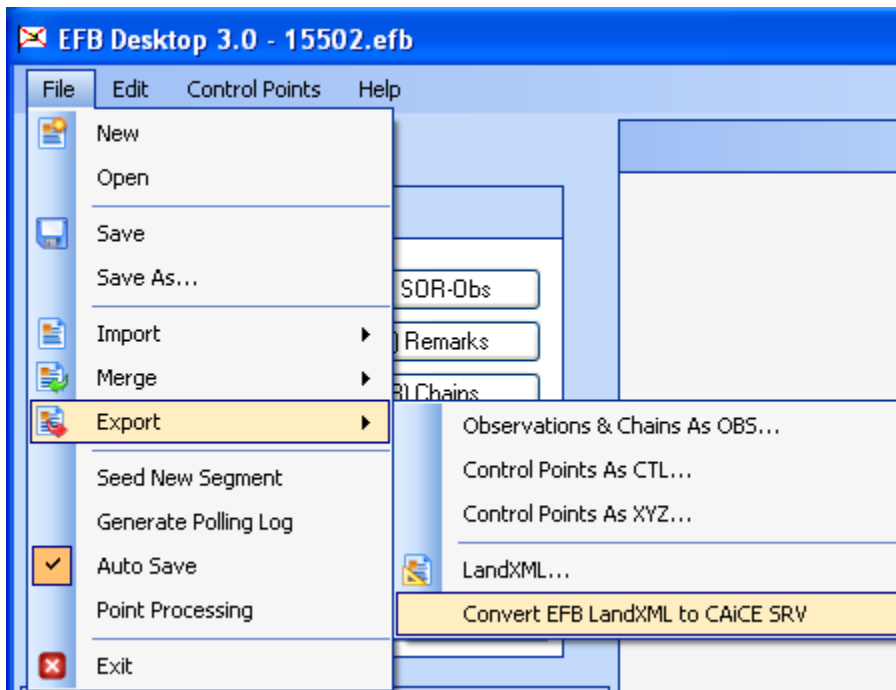 EFB Desktop 3.0 - 15502.efb
File Edit Control Points Help
New
Open
Save
Save As...
SOR-Obs
Import
) Remarks
Merge
R) Chains
Export
Observations & Chains As OBS...
Control Points As CTL...
Seed New Segment
Control Points As XYZ...
Generate Polling Log
Auto Save
LandXML...
Point Processing
Convert EFB LandXML to CAiCE SRV
Exit